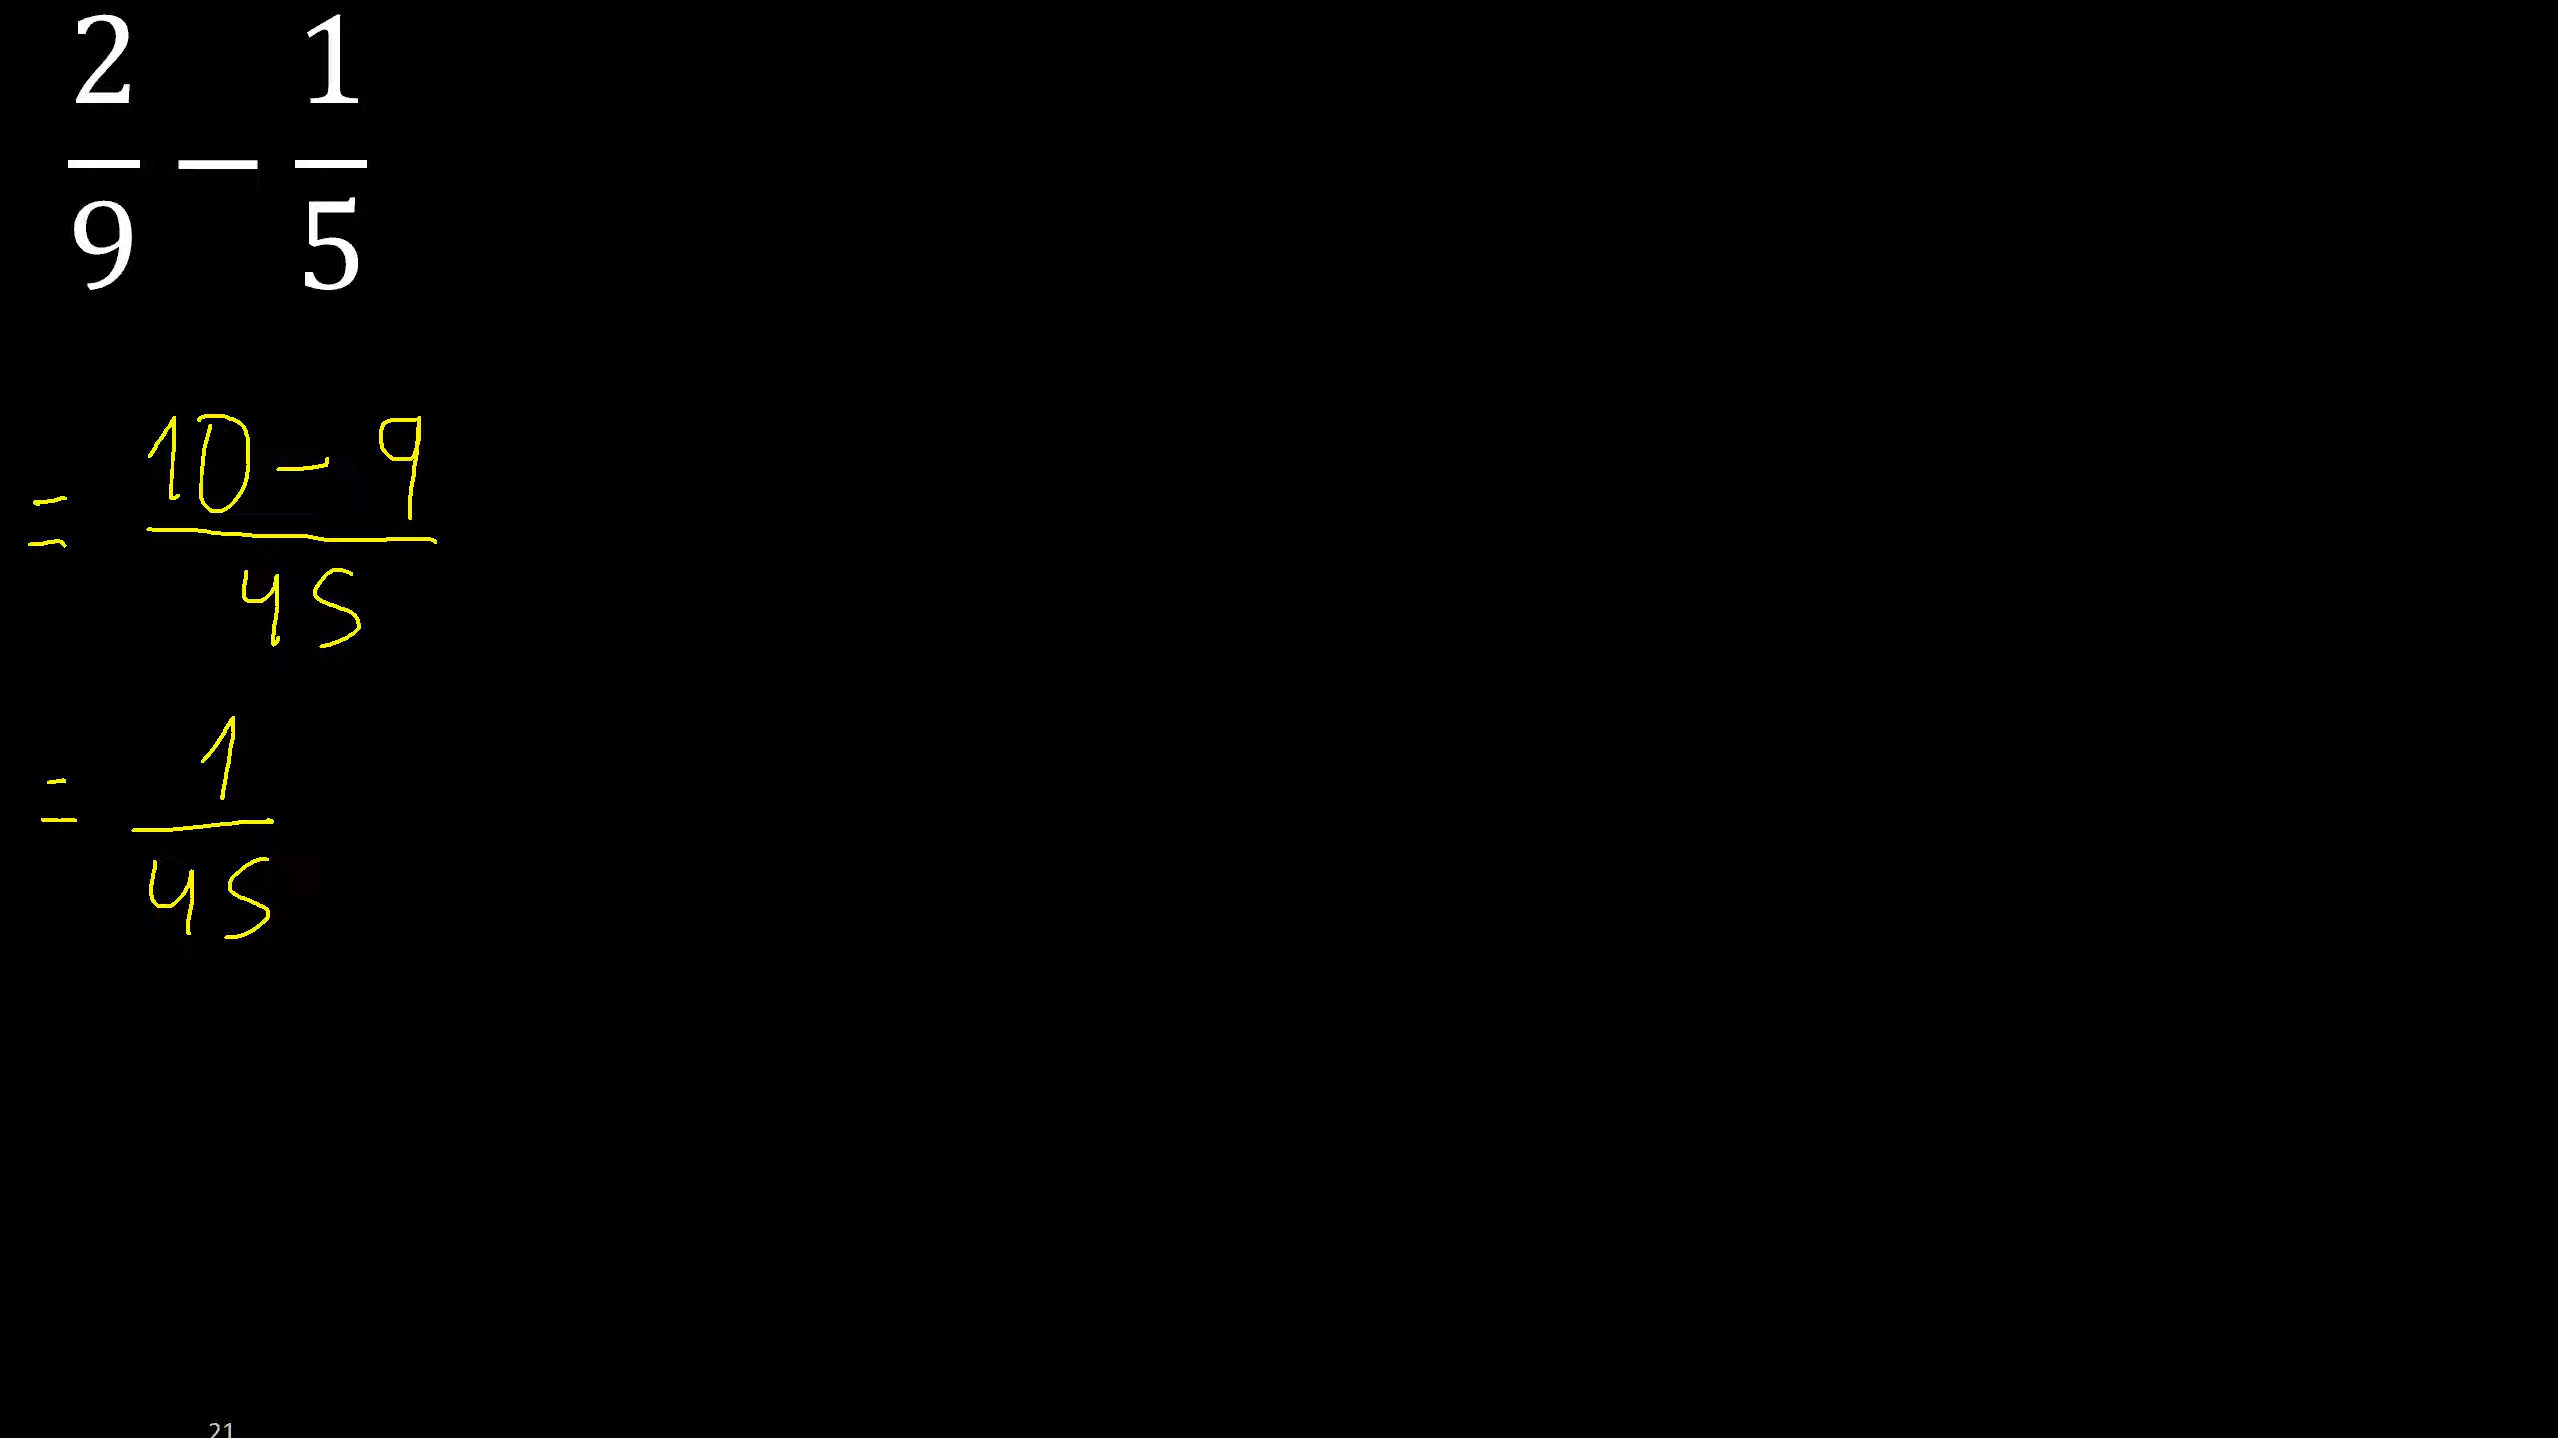 2/9 − 1/5
= (10 − 9)/45
= 1/45
21